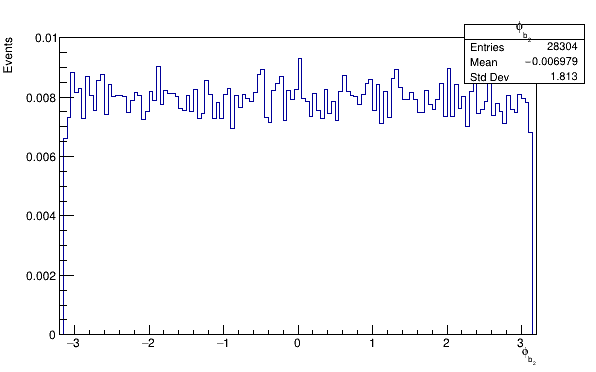 ϕb2
Entries 28304
Mean −0.006979
Std Dev 1.813
Events
0.01
0.008
0.006
0.004
0.002
0
−3 −2 −1 0 1 2 3
ϕb2